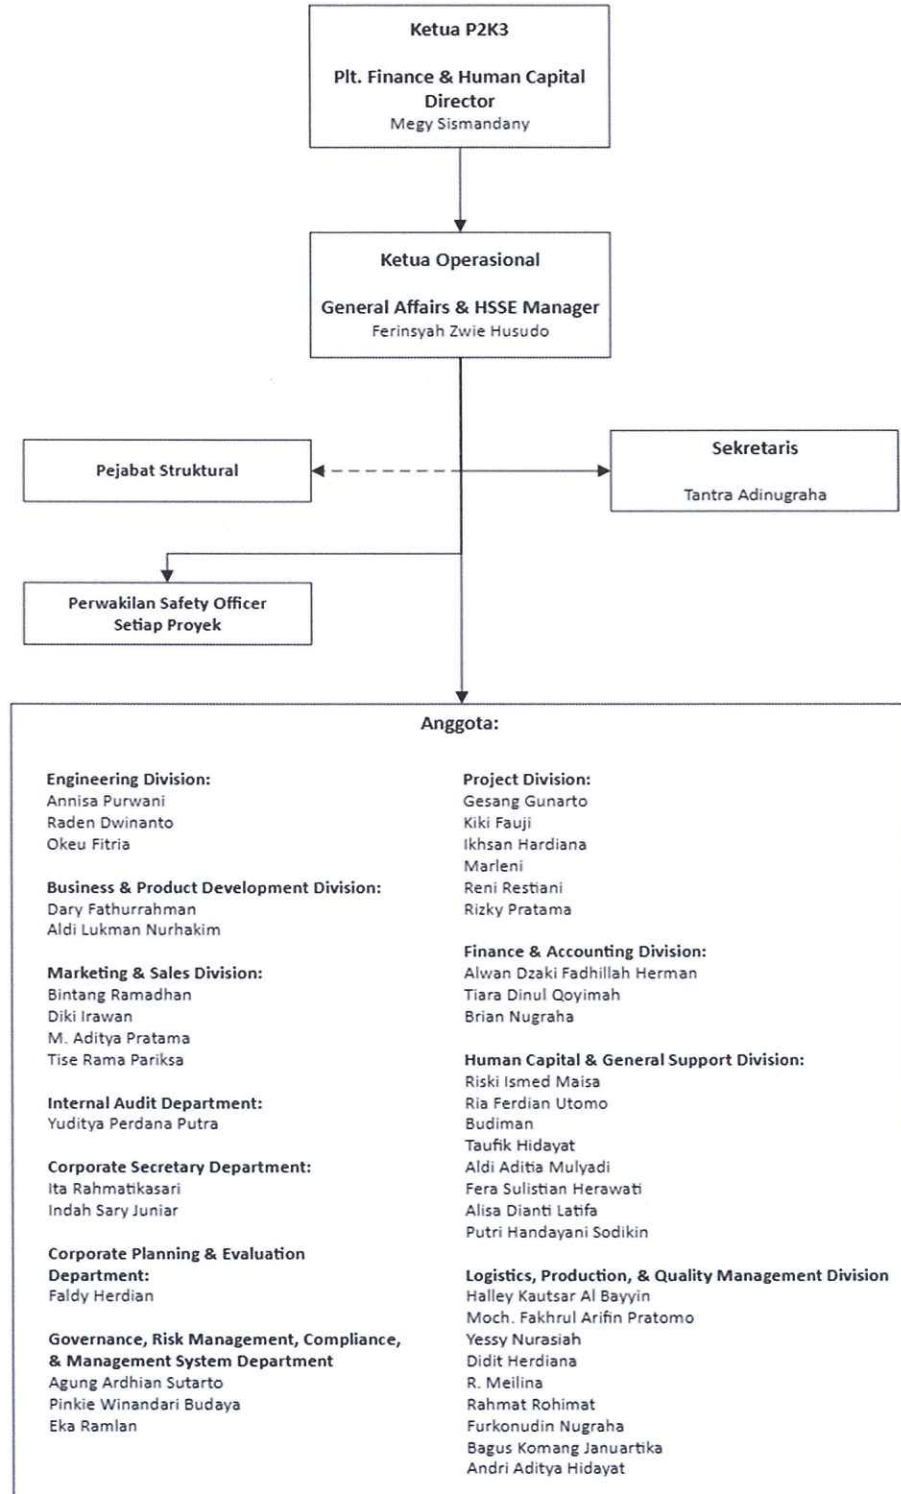 Ketua P2K3
Plt. Finance & Human Capital
Director
Megy Sismandany
Ketua Operasional
General Affairs & HSSE Manager
Ferinsyah Zwie Husudo
Pejabat Struktural
Sekretaris
Tantra Adinugraha
Perwakilan Safety Officer
Setiap Proyek
Anggota:
Engineering Division:
Annisa Purwani
Raden Dwinanto
Okeu Fitria
Business & Product Development Division:
Dary Fathurrahman
Aldi Lukman Nurhakim
Marketing & Sales Division:
Bintang Ramadhan
Diki Irawan
M. Aditya Pratama
Tise Rama Pariksa
Internal Audit Department:
Yuditya Perdana Putra
Corporate Secretary Department:
Ita Rahmatikasari
Indah Sary Juniar
Corporate Planning & Evaluation
Department:
Faldy Herdian
Governance, Risk Management, Compliance,
& Management System Department
Agung Ardhian Sutarto
Pinkie Winandari Budaya
Eka Ramlan
Project Division:
Gesang Gunarto
Kiki Fauji
Ikhsan Hardiana
Marleni
Reni Restiani
Rizky Pratama
Finance & Accounting Division:
Alwan Dzaki Fadhillah Herman
Tiara Dinul Qoyimah
Brian Nugraha
Human Capital & General Support Division:
Riski Ismed Maisa
Ria Ferdian Utomo
Budiman
Taufik Hidayat
Aldi Aditia Mulyadi
Fera Sulistian Herawati
Alisa Dianti Latifa
Putri Handayani Sodikin
Logistics, Production, & Quality Management Division
Halley Kautsar Al Bayyin
Moch. Fakhrul Arifin Pratomo
Yessy Nurasiah
Didit Herdiana
R. Meilina
Rahmat Rohimat
Furkonudin Nugraha
Bagus Komang Januartika
Andri Aditya Hidayat